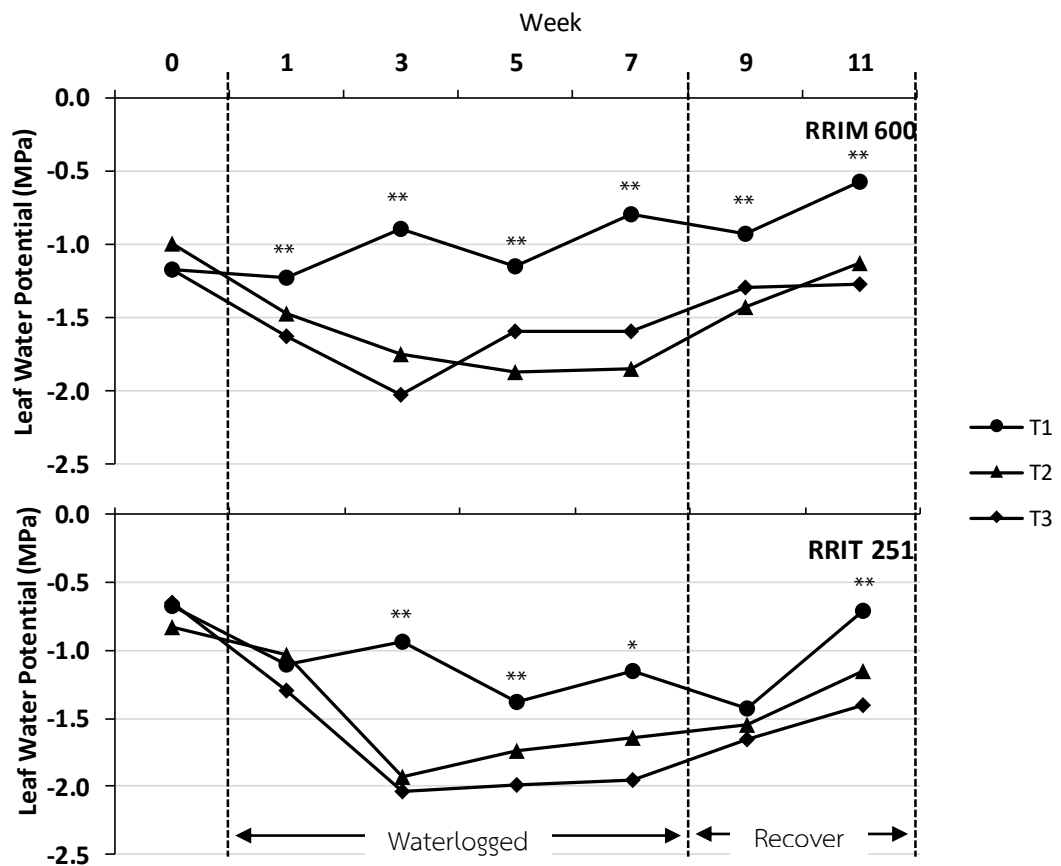 Week
0 1 3 5 7 9 11
0.0
-0.5
-1.0
-1.5
-2.0
-2.5
Leaf Water Potential (MPa)
RRIM 600
**
**
**
**
**
**
T1
T2
T3
0.0
-0.5
-1.0
-1.5
-2.0
-2.5
Leaf Water Potential (MPa)
RRIT 251
**
**
*
**
Waterlogged
Recover